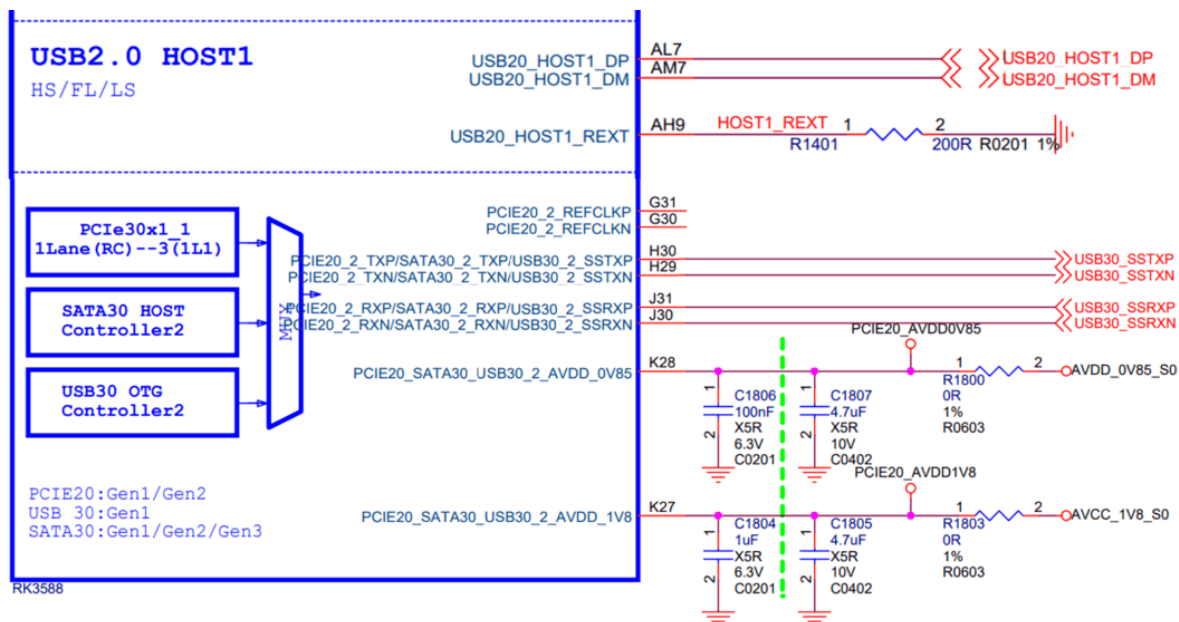 USB2.0 HOST1
HS/FL/LS
USB20_HOST1_DP AL7 USB20_HOST1_DP
USB20_HOST1_DM AM7 USB20_HOST1_DM
USB20_HOST1_REXT AH9 HOST1_REXT 1 2
R1401 200R R0201 1%
PCIe30x1_1
1Lane(RC)--3(1L1)
SATA30 HOST
Controller2
USB30 OTG
Controller2
MUX
PCIE20_2_REFCLKP G31
PCIE20_2_REFCLKN G30
PCIE20_2_TXP/SATA30_2_TXP/USB30_2_SSTXP H30 USB30_SSTXP
PCIE20_2_TXN/SATA30_2_TXN/USB30_2_SSTXN H29 USB30_SSTXN
PCIE20_2_RXP/SATA30_2_RXP/USB30_2_SSRXP J31 USB30_SSRXP
PCIE20_2_RXN/SATA30_2_RXN/USB30_2_SSRXN J30 USB30_SSRXN
PCIE20_AVDD0V85
PCIE20_SATA30_USB30_2_AVDD_0V85 K28 1 2 AVDD_0V85_S0
R1800
0R
1%
R0603
1
C1806
100nF
X5R
2
6.3V
C0201
1
C1807
4.7uF
X5R
2
10V
C0402
PCIE20_AVDD1V8
PCIE20_SATA30_USB30_2_AVDD_1V8 K27 1 2 AVCC_1V8_S0
R1803
0R
1%
R0603
1
C1804
1uF
X5R
2
6.3V
C0201
1
C1805
4.7uF
X5R
2
10V
C0402
PCIE20:Gen1/Gen2
USB 30:Gen1
SATA30:Gen1/Gen2/Gen3
RK3588